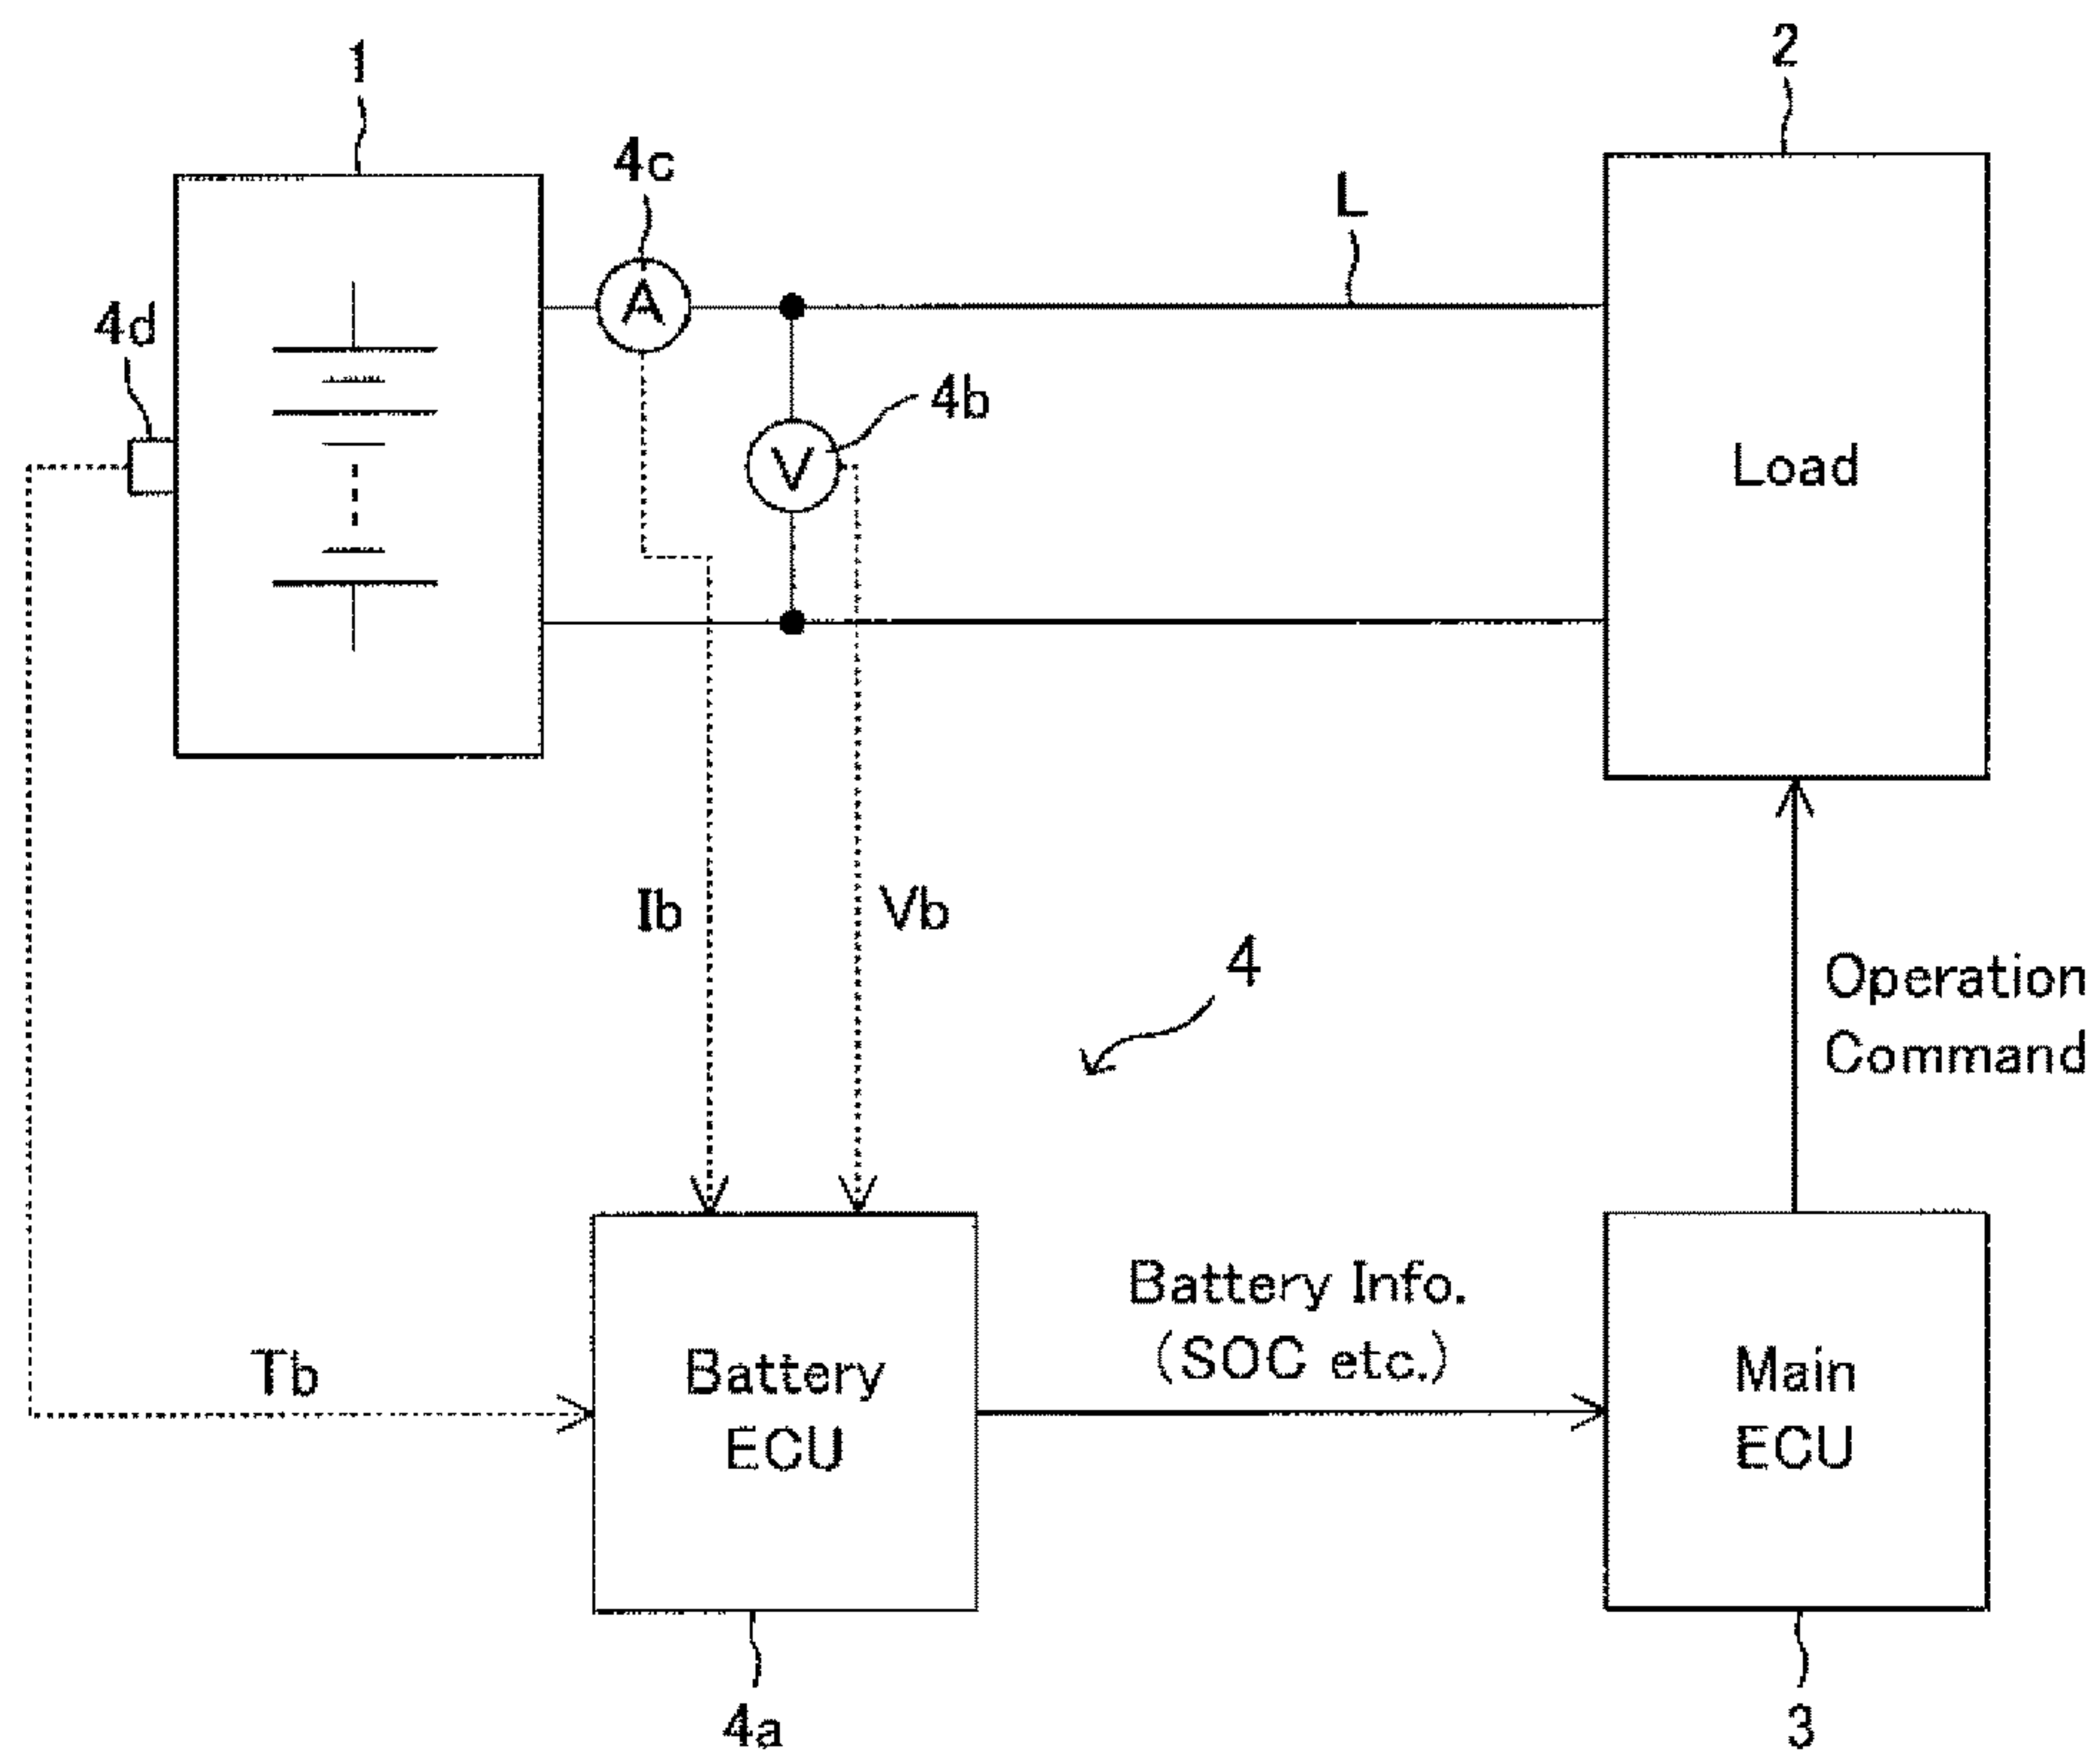 1
2
4c
L
A
4d
4b
V
Load
Ib
Vb
4
Operation
Command
Battery Info.
(SOC etc.)
Tb
Battery
ECU
Main
ECU
4a
3